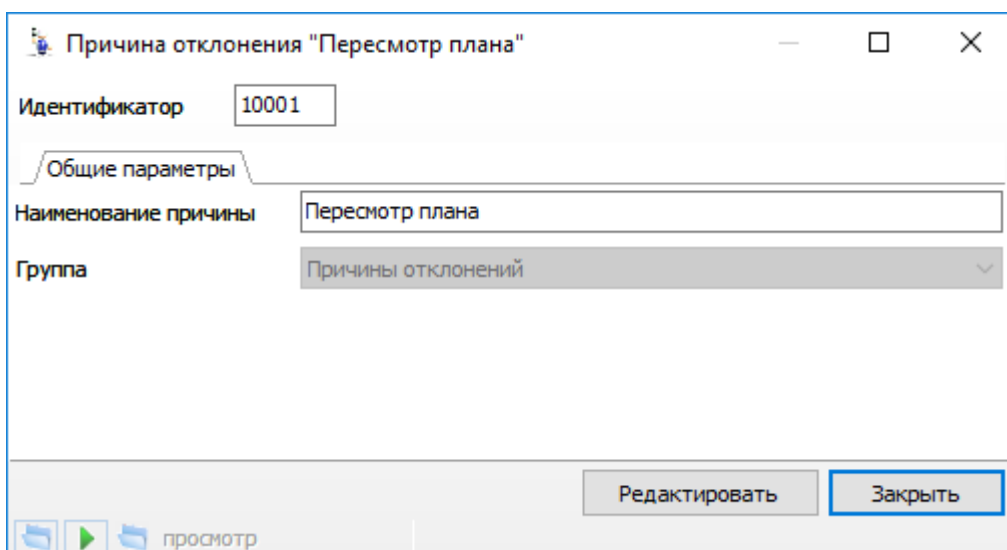 Причина отклонения "Пересмотр плана"
Идентификатор 10001
Общие параметры
Наименование причины Пересмотр плана
Группа Причины отклонений
Редактировать Закрыть
просмотр